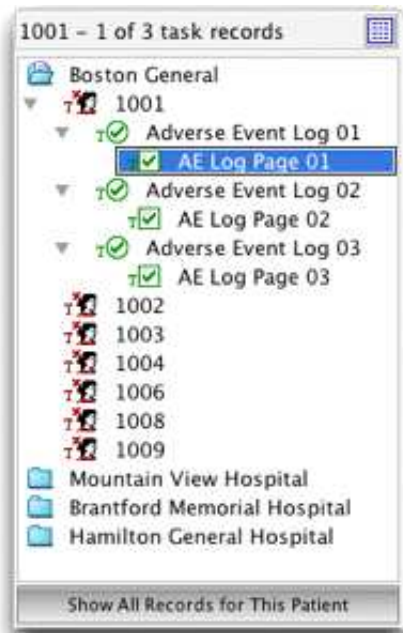 1001 – 1 of 3 task records
Boston General
T 1001
T Adverse Event Log 01
T AE Log Page 01
T Adverse Event Log 02
T AE Log Page 02
T Adverse Event Log 03
T AE Log Page 03
T 1002
T 1003
T 1004
T 1006
T 1008
T 1009
Mountain View Hospital
Brantford Memorial Hospital
Hamilton General Hospital
Show All Records for This Patient